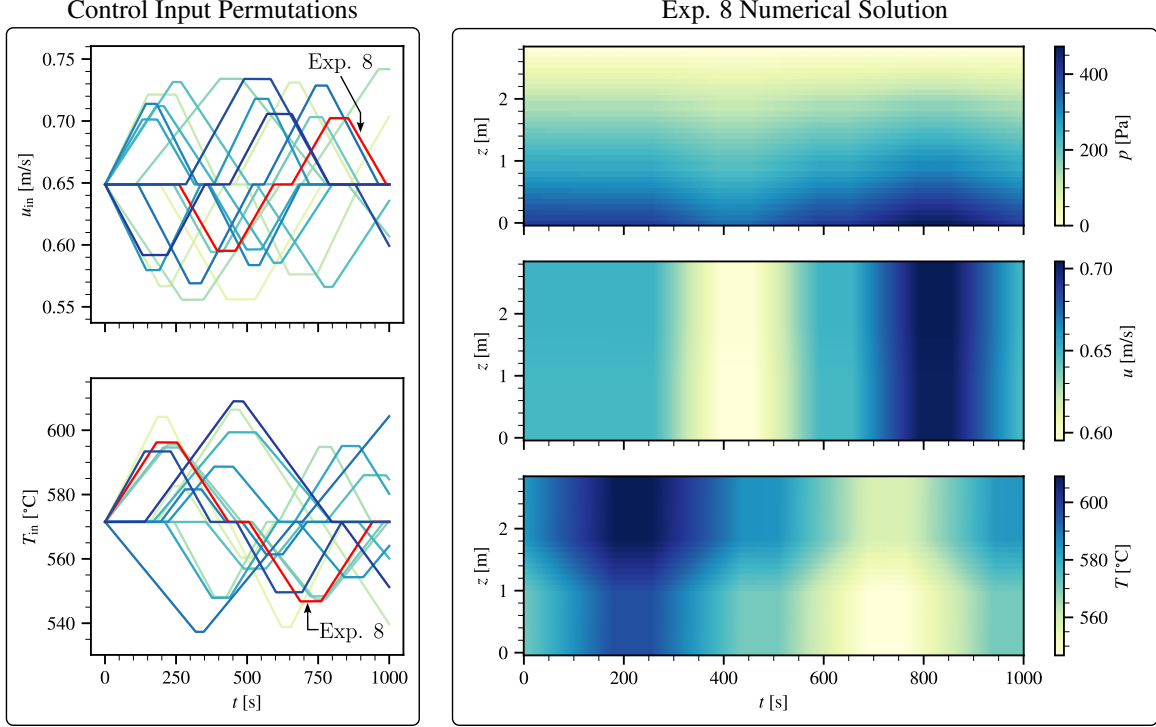 Control Input Permutations
Exp. 8 Numerical Solution
0.75
0.70
0.65
0.60
0.55
u_in [m/s]
Exp. 8
600
580
560
540
T_in [°C]
Exp. 8
0 250 500 750 1000
t [s]
2
1
0
z [m]
400
200
0
p [Pa]
2
1
0
z [m]
0.70
0.65
0.60
u [m/s]
2
1
0
z [m]
600
580
560
T [°C]
0 200 400 600 800 1000
t [s]